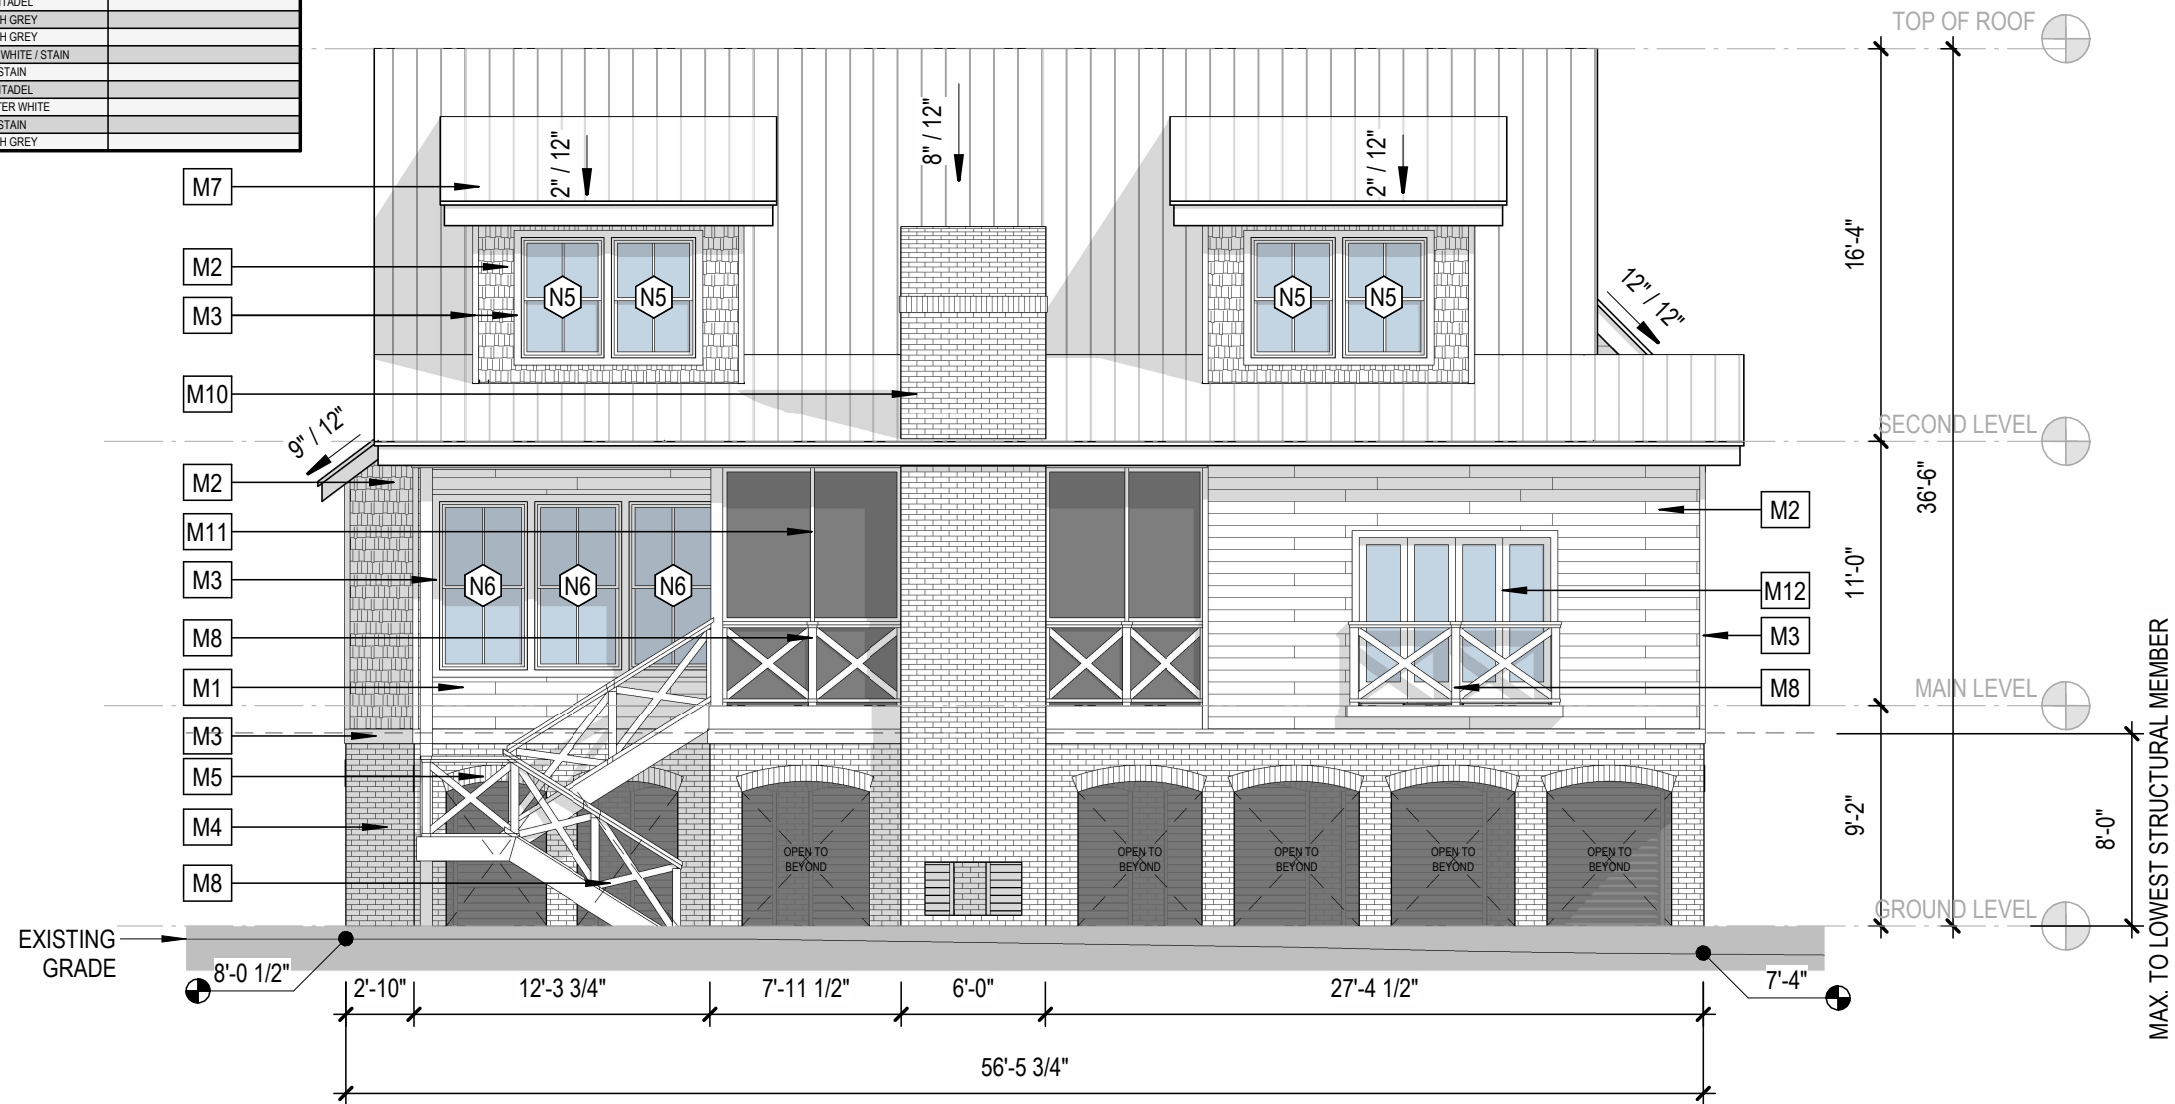 H GREY
H GREY
WHITE / STAIN
STAIN
TER WHITE
STAIN
H GREY
TOP OF ROOF
M7
2" / 12"
8" / 12"
2" / 12"
M2
N5
N5
N5
N5
M3
12" / 12"
16'-4"
M10
9" / 12"
SECOND LEVEL
36'-6"
M2
M2
M11
M3
N6
N6
N6
M12
11'-0"
M8
M3
M1
M8
MAIN LEVEL
M3
M5
M4
9'-2"
8'-0"
MAX. TO LOWEST STRUCTURAL MEMBER
OPEN TO
BEYOND
OPEN TO
BEYOND
OPEN TO
BEYOND
OPEN TO
BEYOND
OPEN TO
BEYOND
M8
GROUND LEVEL
EXISTING
GRADE
8'-0 1/2"
7'-4"
2'-10"
12'-3 3/4"
7'-11 1/2"
6'-0"
27'-4 1/2"
56'-5 3/4"